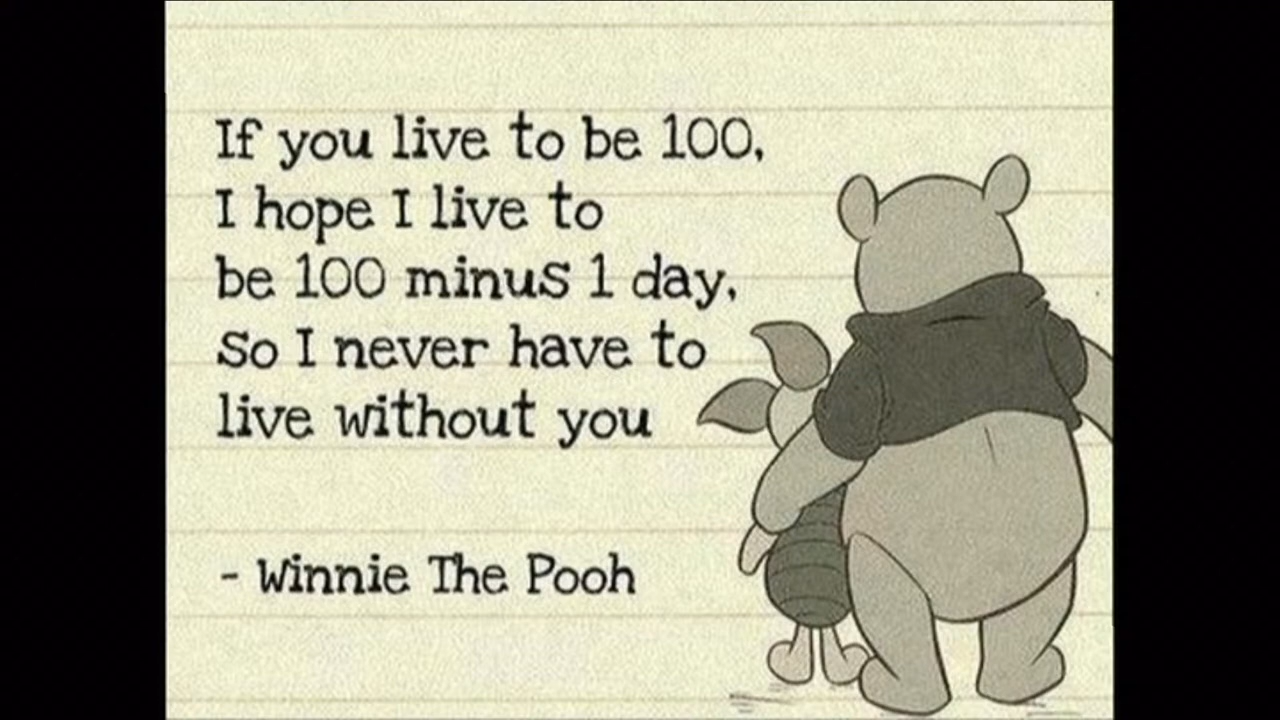 If you live to be 100,
I hope I live to
be 100 minus 1 day,
so I never have to
live without you
- Winnie The Pooh